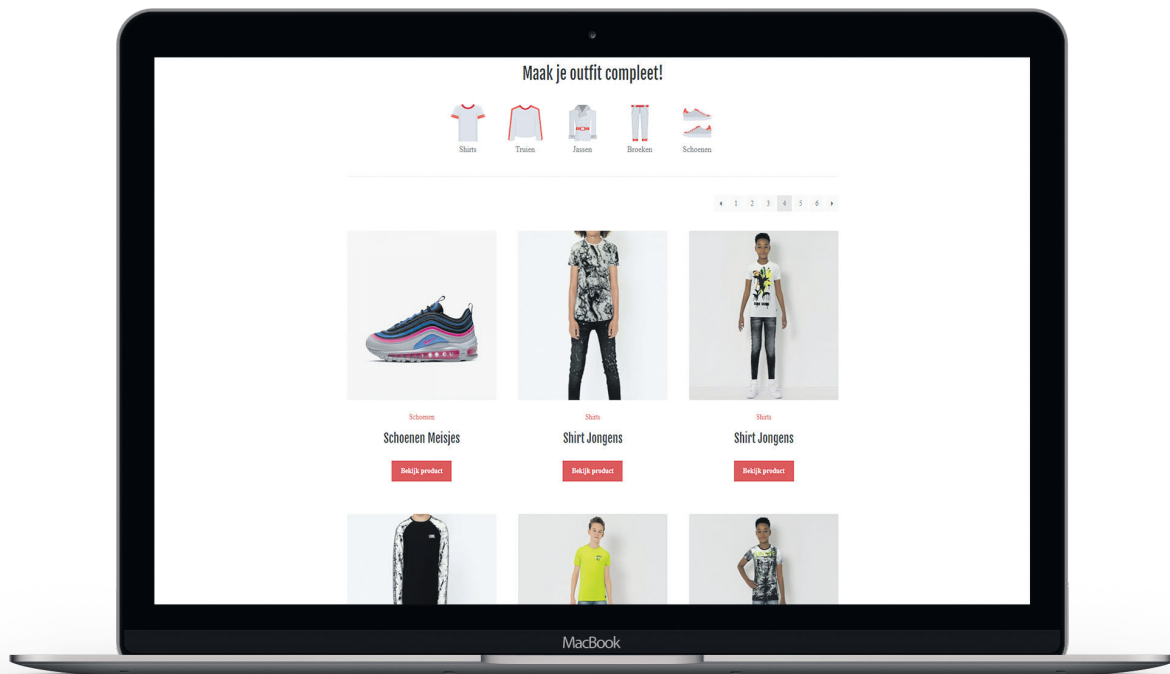 Maak je outfit compleet!
Shirts Truien Jassen Broeken Schoenen
1 2 3 4 5 6
Schoenen Shirts Shirts
Schoenen Meisjes Shirt Jongens Shirt Jongens
Bekijk product Bekijk product Bekijk product
MacBook